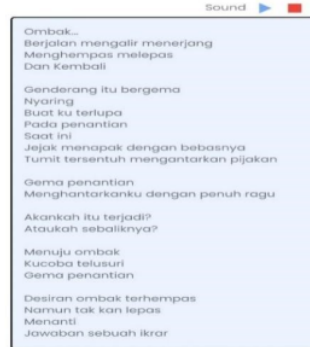 Sound
Ombak...
Berjalan mengalir menerjang
Menghempas melepas
Dan Kembali
Genderang itu bergema
Nyaring
Buat ku terlupa
Pada penantian
Saat ini
Jejak menapak dengan bebasnya
Tumit tersentuh mengantarkan pijakan
Gema penantian
Menghantarkanku dengan penuh ragu
Akankah itu terjadi?
Ataukah sebaliknya?
Menuju ombak
Kucoba telusuri
Gema penantian
Desiran ombak terhempas
Namun tak kan lepas
Menanti
Jawaban sebuah ikrar